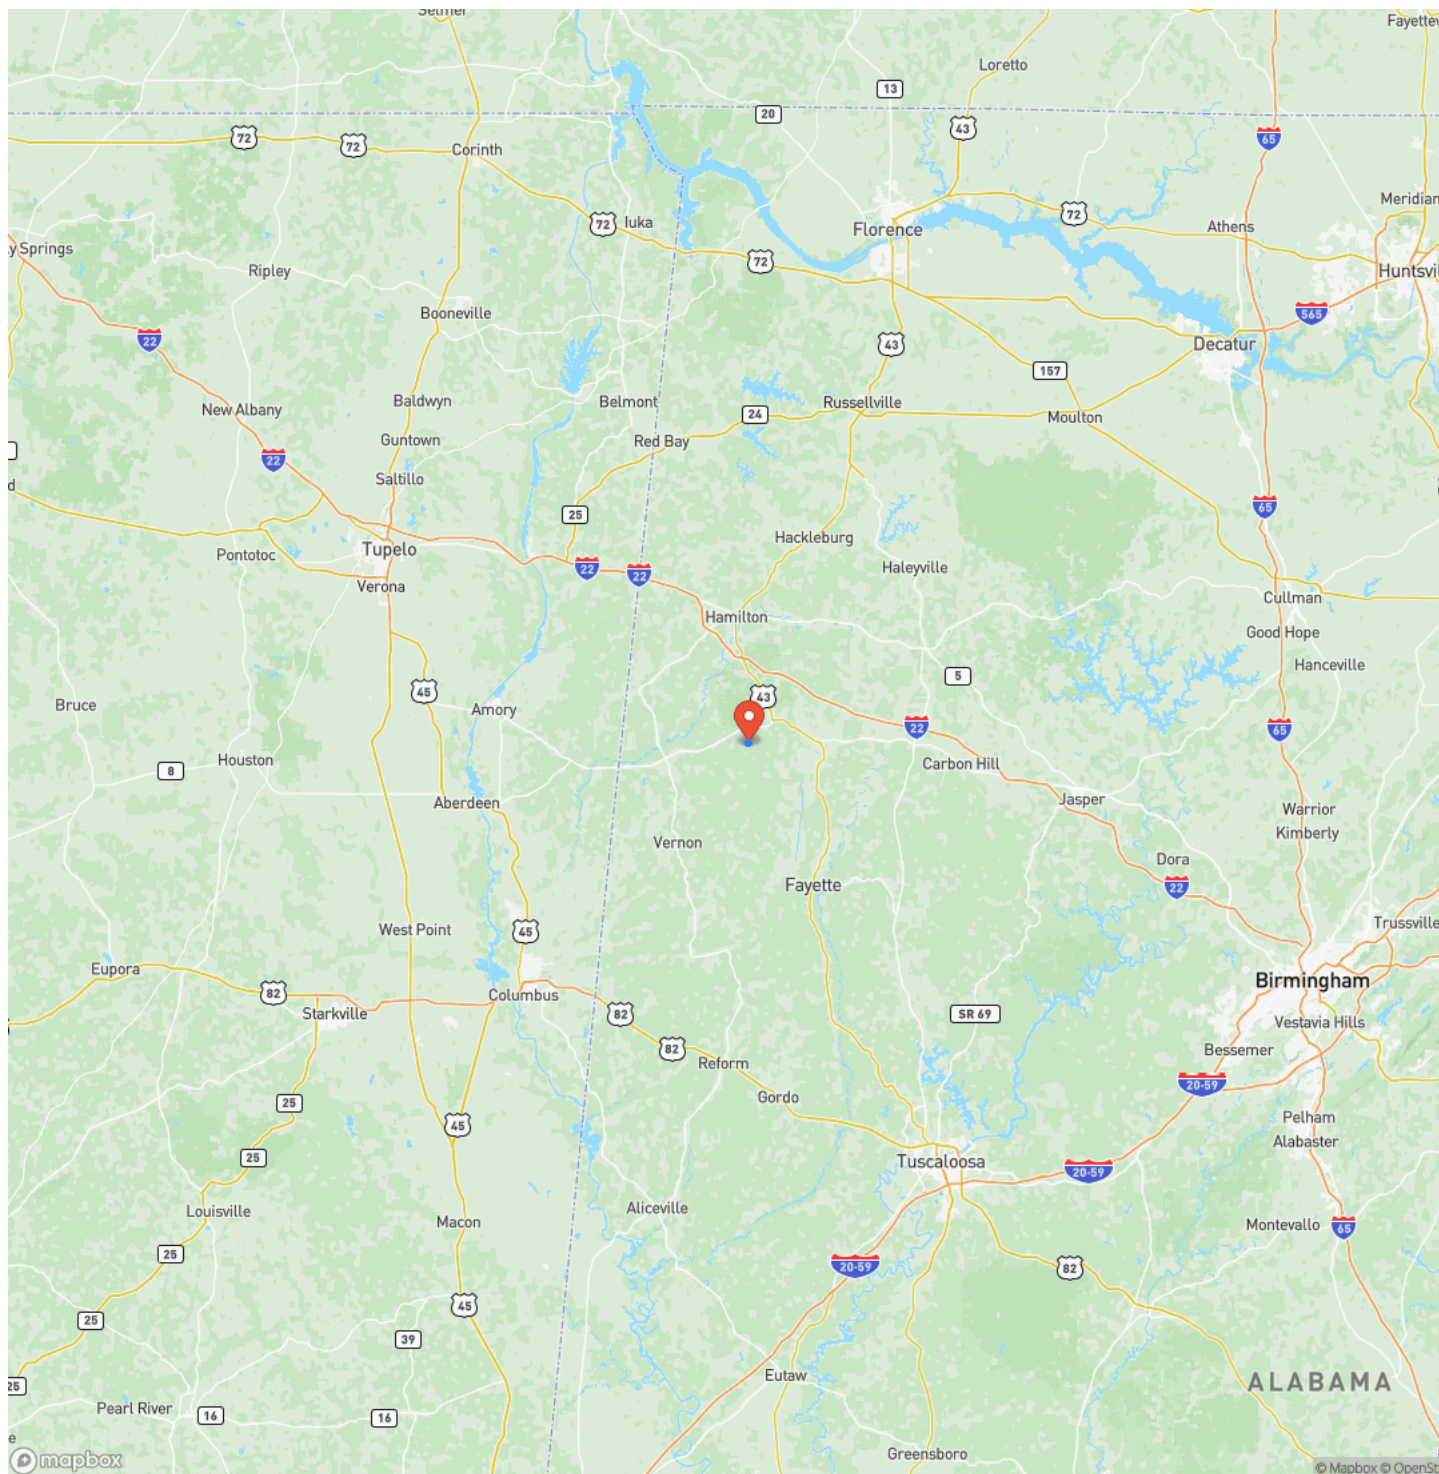 Selmer
Fayettev
Loretto
13
20
43
65
72
72
Corinth
Meridian
72
72
Iuka
Athens
Florence
y Springs
72
Huntsvil
Ripley
Booneville
565
22
43
Decatur
157
New Albany
Baldwyn
Belmont
Russellville
24
Moulton
Guntown
Red Bay
22
Saltillo
d
65
25
Hackleburg
Tupelo
Pontotoc
22
22
Haleyville
Verona
Cullman
Hamilton
Good Hope
Hanceville
5
45
43
Bruce
Amory
22
65
Houston
8
Carbon Hill
Aberdeen
Jasper
Warrior
Kimberly
Vernon
Dora
Fayette
22
West Point
45
Trussville
Eupora
Birmingham
82
Columbus
Starkville
82
SR 69
Vestavia Hills
82
Bessemer
Reform
20-59
Gordo
25
45
Pelham
Alabaster
25
Tuscaloosa
20-59
Louisville
Aliceville
Macon
Montevallo
65
25
20-59
82
45
25
39
Eutaw
25
ALABAMA
Pearl River
16
16
e
Greensboro
mapbox
© Mapbox © OpenSt